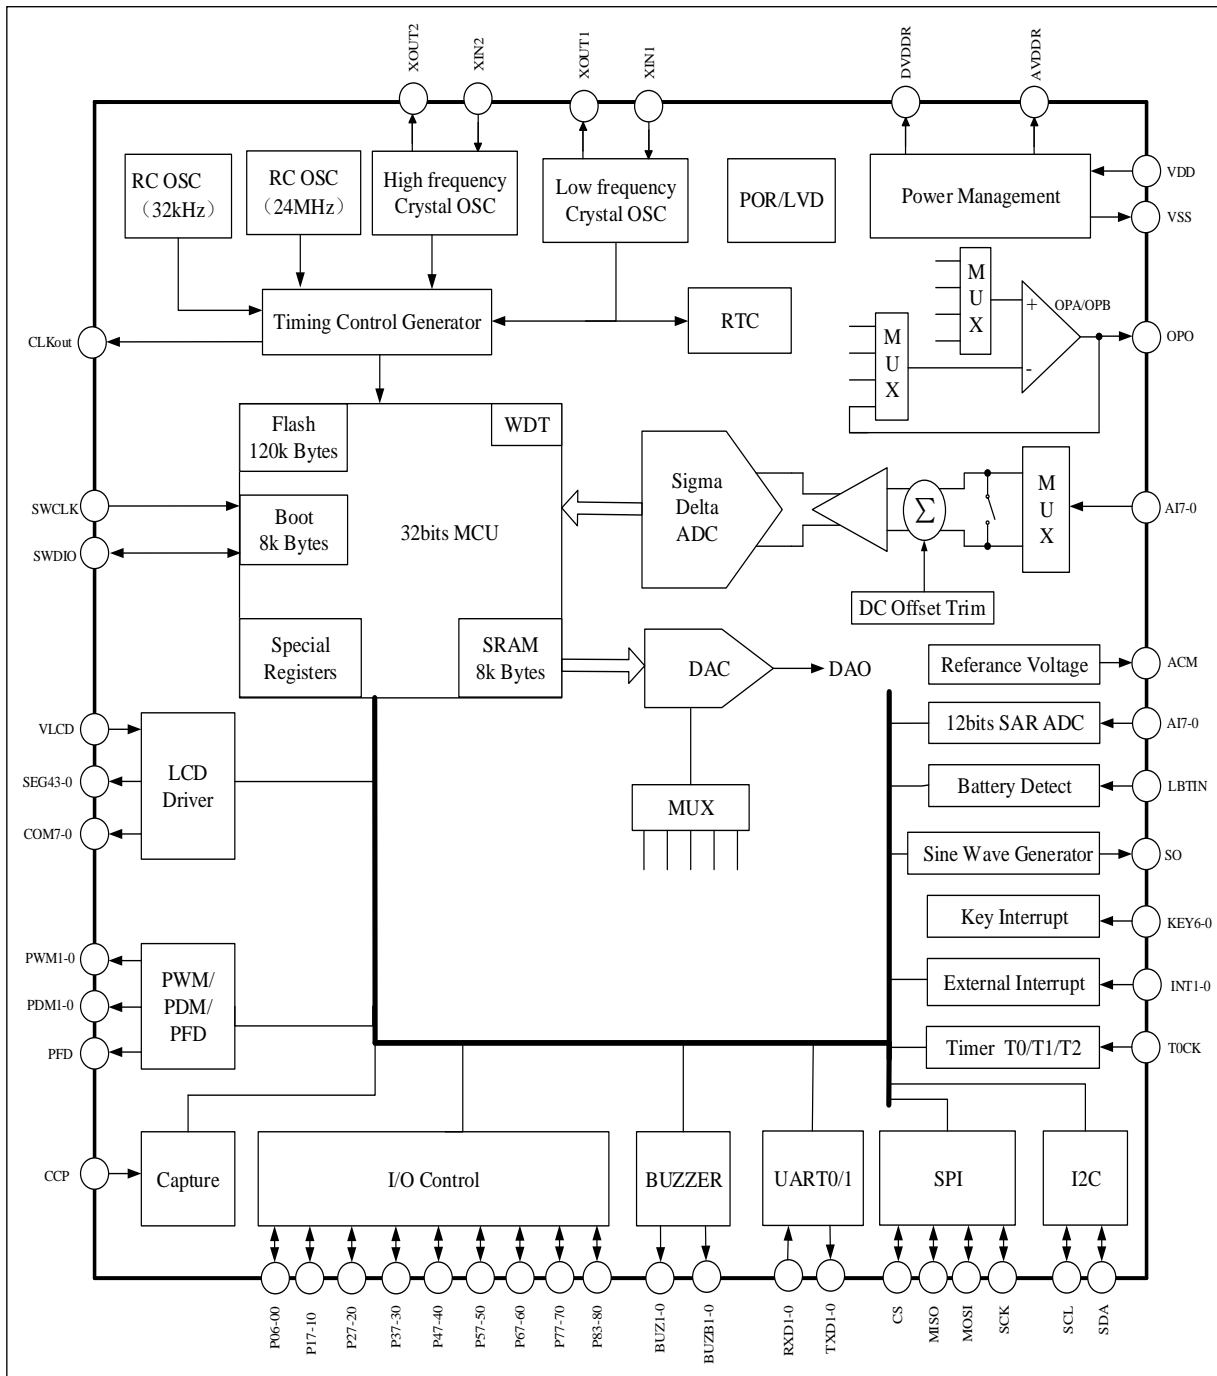 XOUT2
XIN2
XOUT1
XIN1
DVDDR
AVDDR
RC OSC
（32kHz）
RC OSC
（24MHz）
High frequency
Crystal OSC
Low frequency
Crystal OSC
POR/LVD
Power Management
VDD
VSS
Timing Control Generator
RTC
CLKout
MUX
MUX
+
-
OPA/OPB
OPO
Flash
120k Bytes
WDT
Boot
8k Bytes
32bits MCU
Special
Registers
SRAM
8k Bytes
SWCLK
SWDIO
Sigma
Delta
ADC
Σ
MUX
AI7-0
DC Offset Trim
DAC
DAO
MUX
Referance Voltage
ACM
12bits SAR ADC
AI7-0
Battery Detect
LBTIN
Sine Wave Generator
SO
Key Interrupt
KEY6-0
External Interrupt
INT1-0
Timer T0/T1/T2
T0CK
VLCD
SEG43-0
COM7-0
LCD
Driver
PWM1-0
PDM1-0
PFD
PWM/
PDM/
PFD
CCP
Capture
I/O Control
BUZZER
UART0/1
SPI
I2C
P06-00
P17-10
P27-20
P37-30
P47-40
P57-50
P67-60
P77-70
P83-80
BUZ1-0
BUZB1-0
RXD1-0
TXD1-0
CS
MISO
MOSI
SCK
SCL
SDA